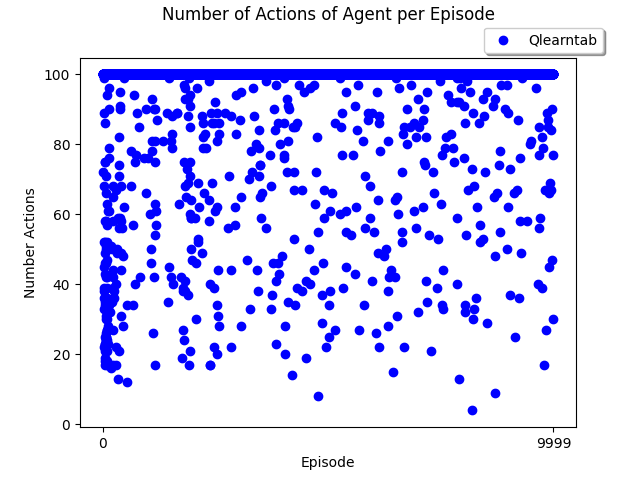 Number of Actions of Agent per Episode
Qlearntab
100
80
60
40
20
0
Number Actions
0 9999
Episode